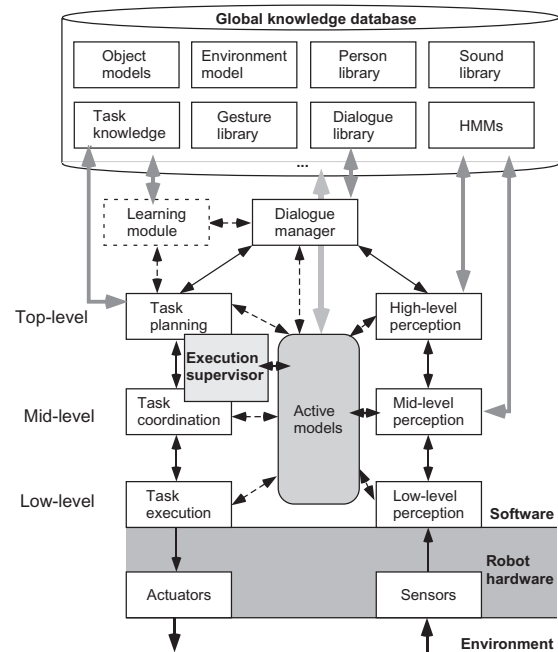 Global knowledge database
Object
models
Environment
model
Person
library
Sound
library
Task
knowledge
Gesture
library
Dialogue
library
HMMs
...
Learning
module
Dialogue
manager
Top-level
Task
planning
High-level
perception
Execution
supervisor
Mid-level
Task
coordination
Active
models
Mid-level
perception
Low-level
Task
execution
Low-level
perception
Software
Robot
hardware
Actuators
Sensors
Environment